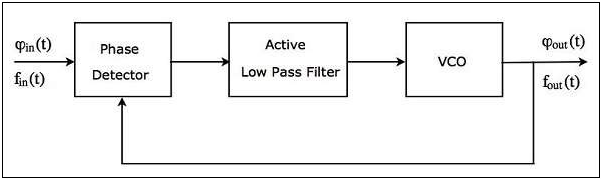 φin(t)
fin(t)
Phase
Detector
Active
Low Pass Filter
VCO
φout(t)
fout(t)